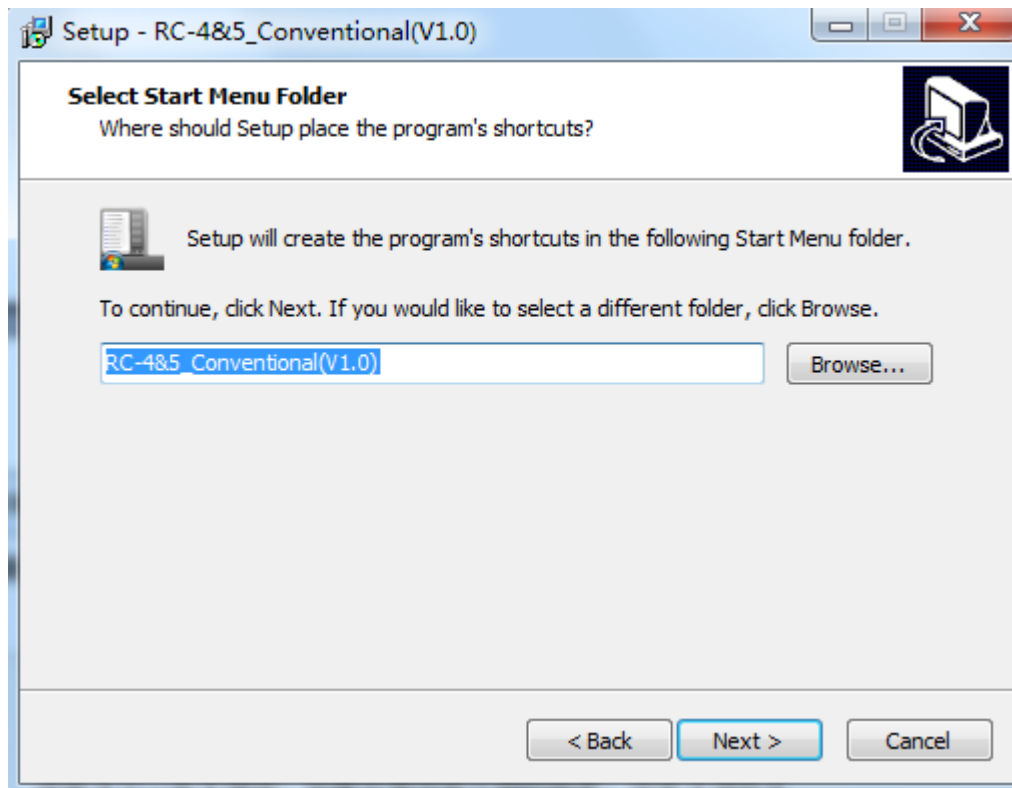 Setup - RC-4&5_Conventional(V1.0)
Select Start Menu Folder
Where should Setup place the program's shortcuts?
Setup will create the program's shortcuts in the following Start Menu folder.
To continue, click Next. If you would like to select a different folder, click Browse.
RC-4&5_Conventional(V1.0)
Browse...
< Back
Next >
Cancel